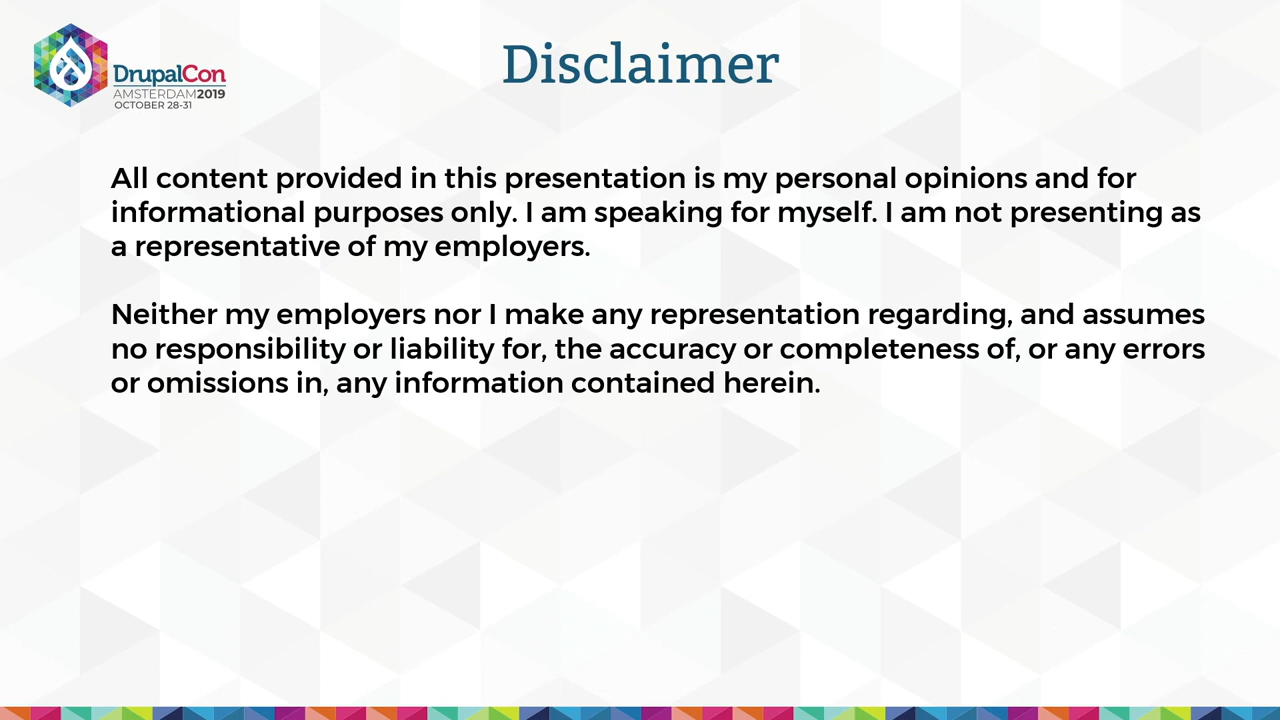 DrupalCon
AMSTERDAM2019
OCTOBER 28-31
Disclaimer
All content provided in this presentation is my personal opinions and for
informational purposes only. I am speaking for myself. I am not presenting as
a representative of my employers.
Neither my employers nor I make any representation regarding, and assumes
no responsibility or liability for, the accuracy or completeness of, or any errors
or omissions in, any information contained herein.